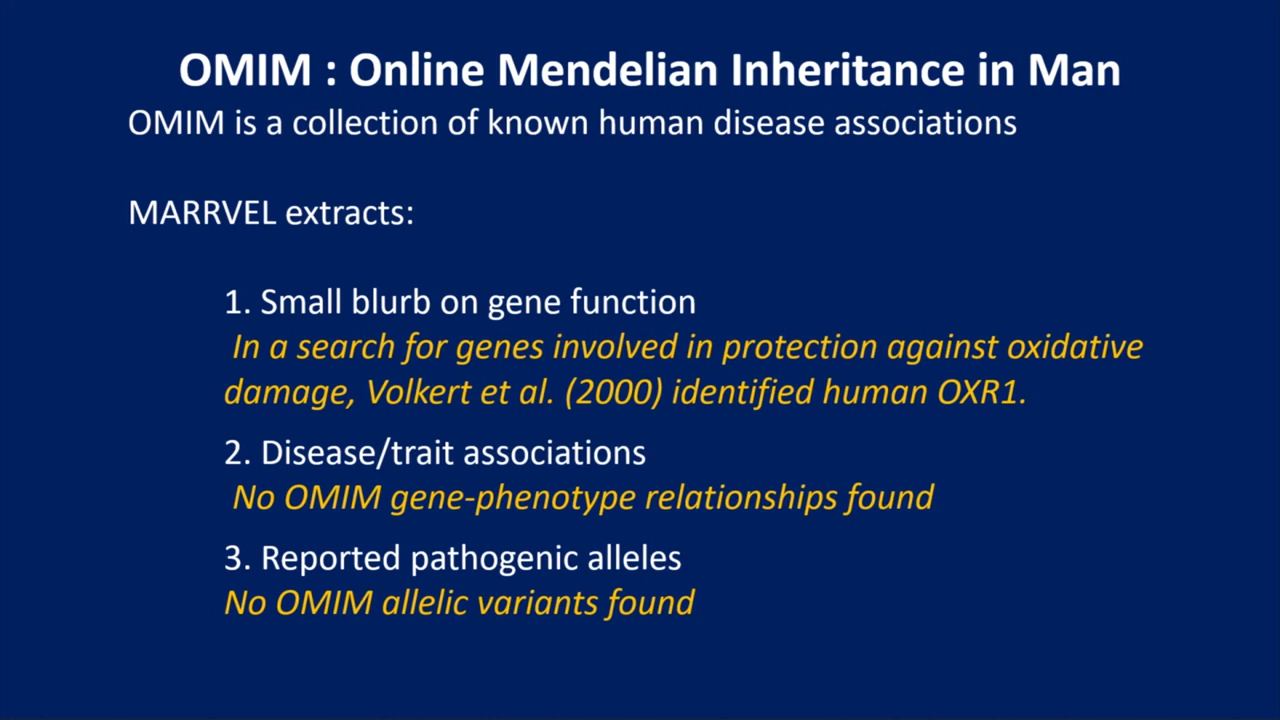 OMIM : Online Mendelian Inheritance in Man
OMIM is a collection of known human disease associations
MARRVEL extracts:
1. Small blurb on gene function
In a search for genes involved in protection against oxidative
damage, Volkert et al. (2000) identified human OXR1.
2. Disease/trait associations
No OMIM gene-phenotype relationships found
3. Reported pathogenic alleles
No OMIM allelic variants found